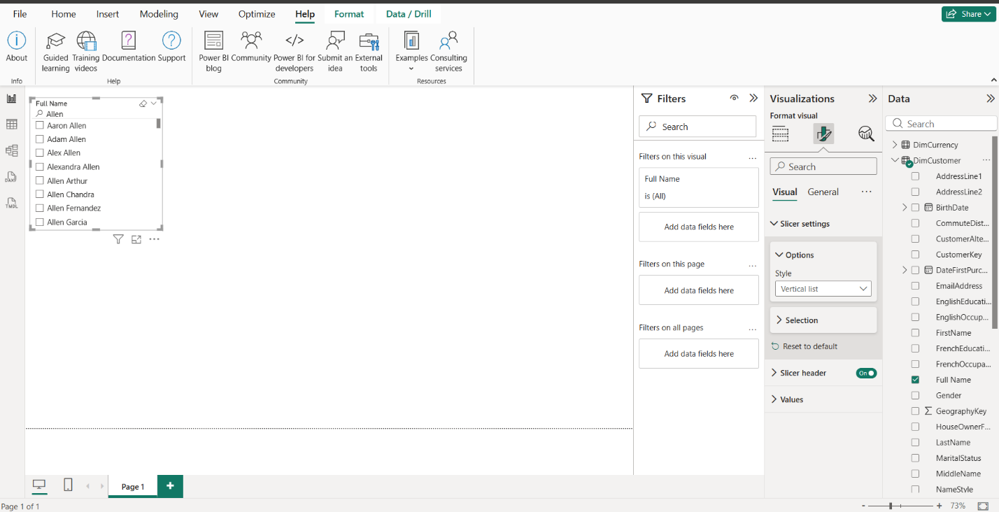 File Home Insert Modeling View Optimize Help Format Data / Drill Share
About
Guided learning
Training videos
Documentation
Support
Power BI blog
Community
Power BI for developers
Submit an idea
External tools
Examples
Consulting services
Info
Help
Community
Resources
Full Name
Allen
Aaron Allen
Adam Allen
Alex Allen
Alexandra Allen
Allen Arthur
Allen Chandra
Allen Fernandez
Allen Garcia
DAX
TMDL
Filters
Search
Filters on this visual ...
Full Name
is (All)
Add data fields here
Filters on this page ...
Add data fields here
Filters on all pages ...
Add data fields here
Visualizations
Format visual
Search
Visual General ...
Slicer settings
Options
Style
Vertical list
Selection
Reset to default
Slicer header On
Values
Data
Search
DimCurrency
DimCustomer ...
AddressLine1
AddressLine2
BirthDate
CommuteDist...
CustomerAlte...
CustomerKey
DateFirstPurc...
EmailAddress
EnglishEducati...
EnglishOccup...
FirstName
FrenchEducati...
FrenchOccupa...
Full Name
Gender
GeographyKey
HouseOwnerF...
LastName
MaritalStatus
MiddleName
NameStyle
Page 1
+
Page 1 of 1
- + 73%